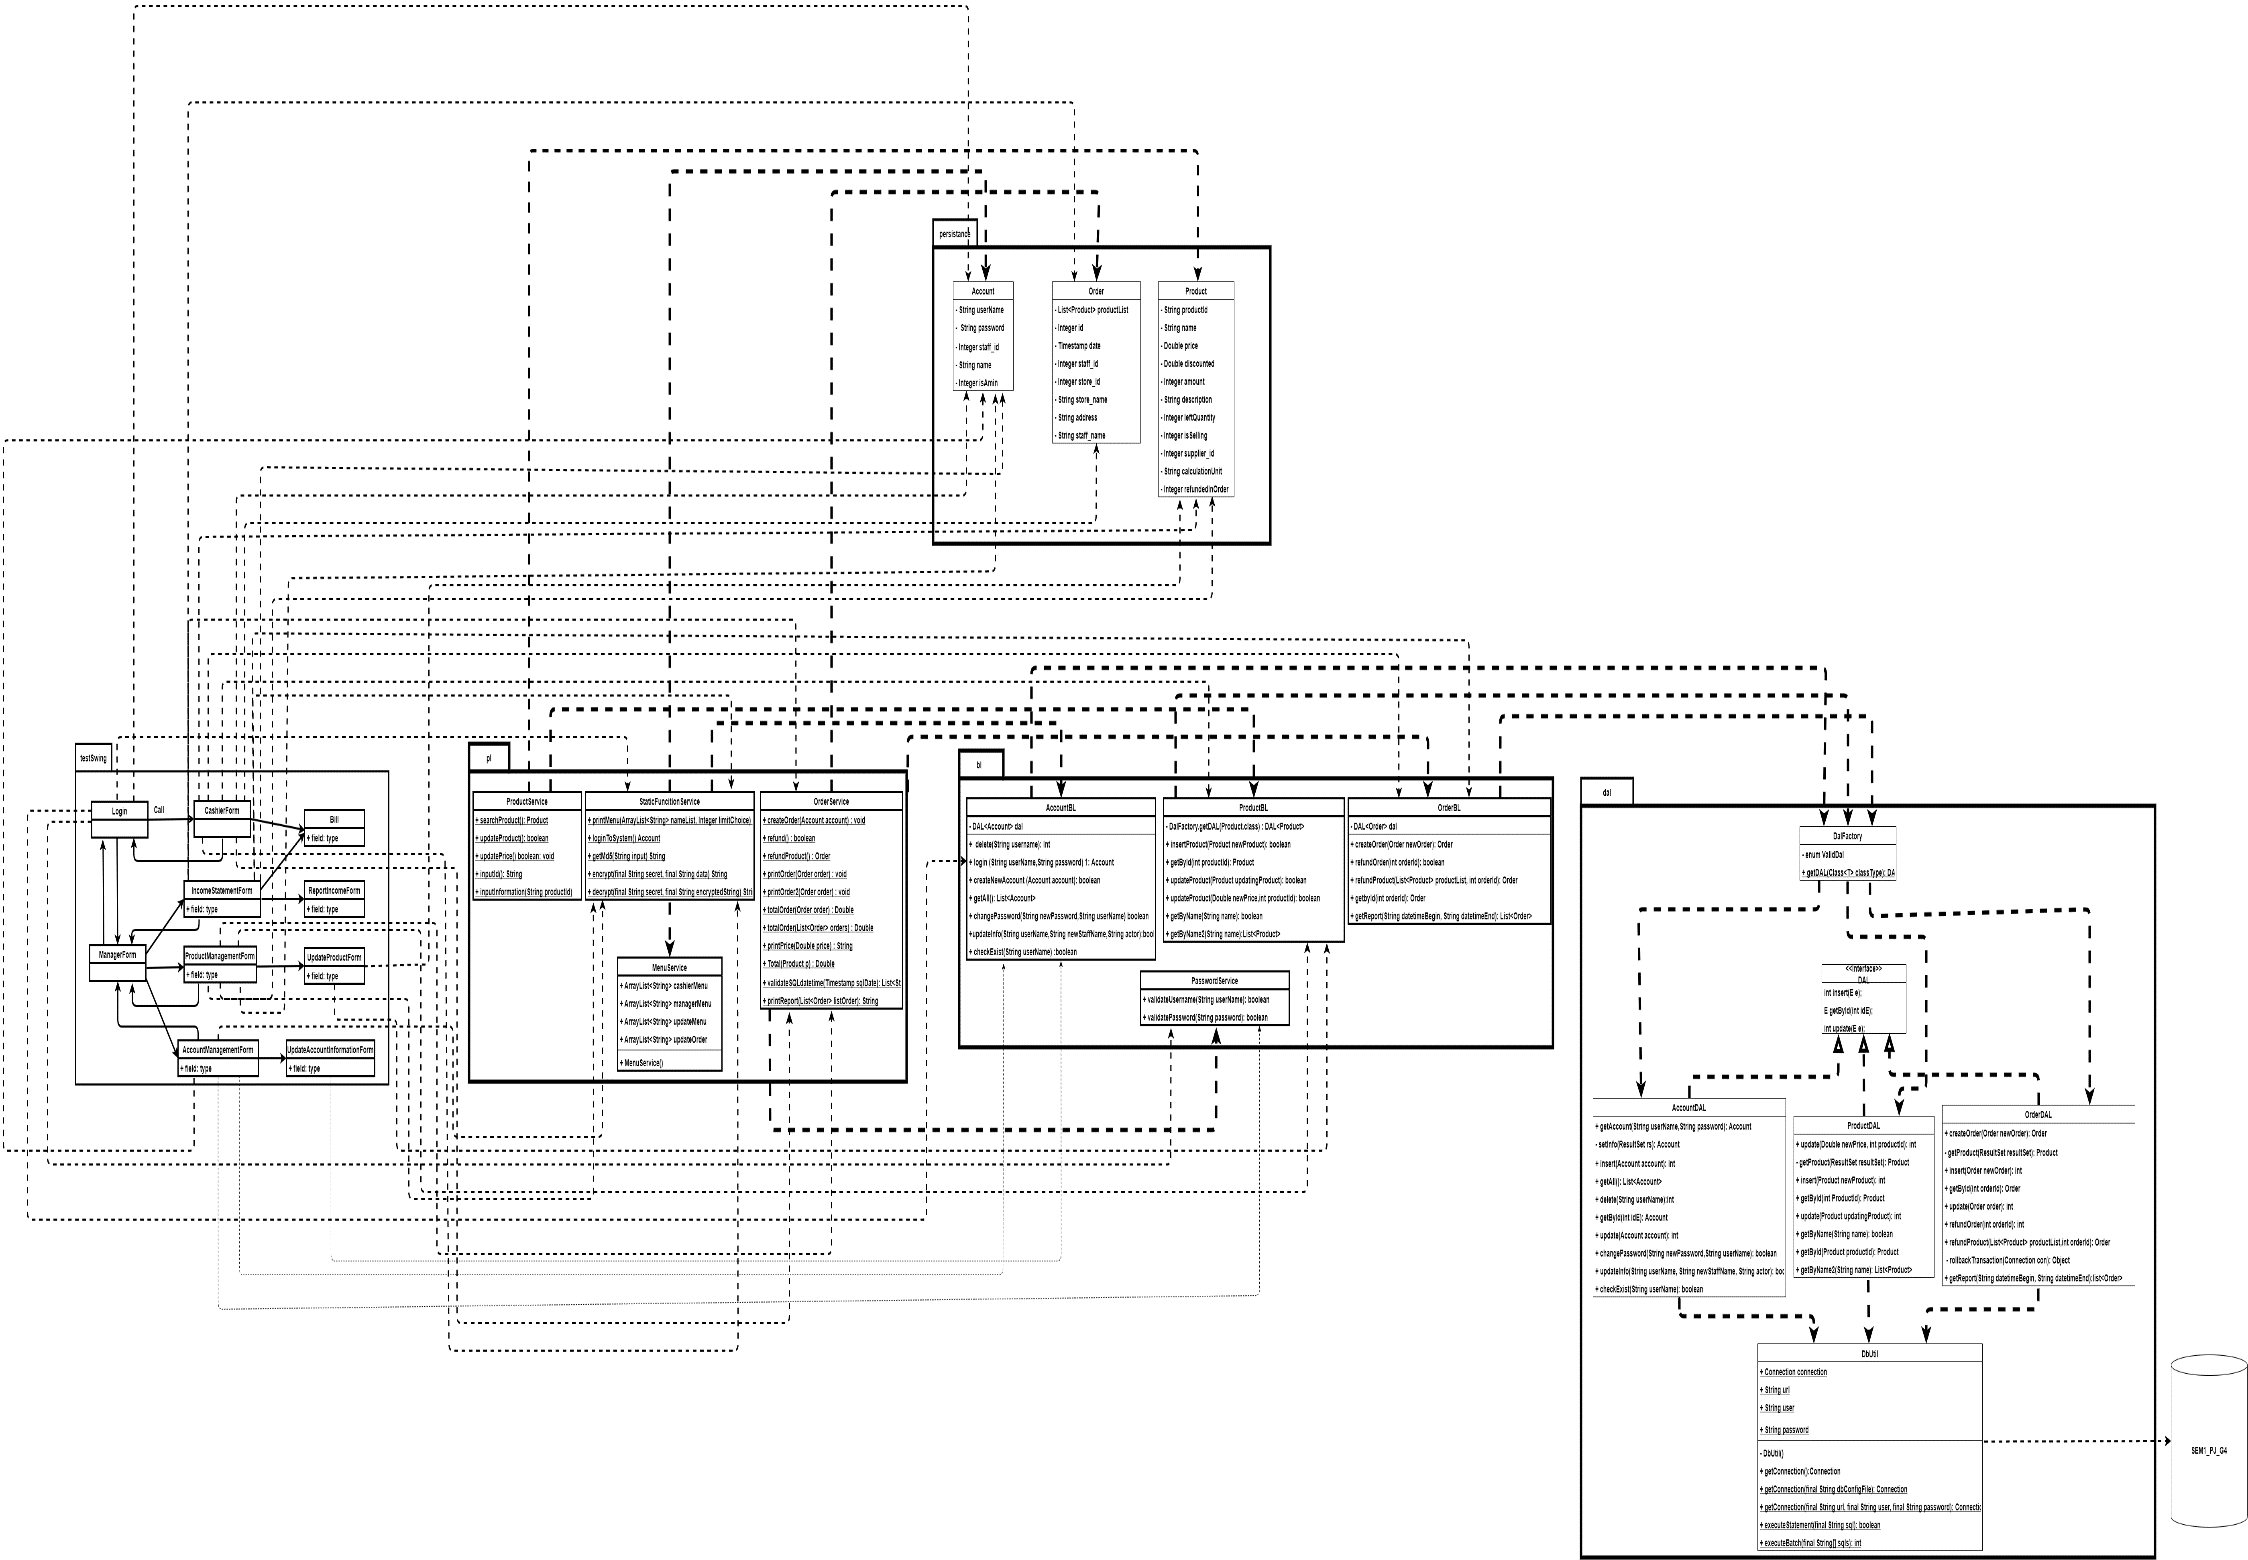 persistance
Account
- String userName
- String password
- Integer staff_id
- String name
- Integer isAmin
Order
- List<Product> productList
- Integer id
- Timestamp date
- Integer staff_id
- Integer store_id
- String store_name
- String address
- String staff_name
Product
- String productId
- String name
- Double price
- Double discounted
- Integer amount
- String description
- Integer leftQuantity
- Integer isSelling
- Integer supplier_id
- String calculationUnit
- Integer refundedInOrder
testSwing
Login
Call
CashierForm
Bill
+ field: type
IncomeStatementForm
+ field: type
ReportIncomeForm
+ field: type
ManagerForm
ProductManagementForm
+ field: type
UpdateProductForm
+ field: type
AccountManagementForm
+ field: type
UpdateAccountInformationForm
+ field: type
pl
ProductService
+ searchProduct(): Product
+ updateProduct(): boolean
+ updatePrice() boolean: void
+ inputId(): String
+ inputInformation(String productId)
StaticFuncitionService
+ printMenu(ArrayList<String> nameList, Integer limitChoice)
+ loginToSystem() Account
+ getMd5(String input) String
+ encrypt(final String secret, final String data) String
+ decrypt(final String secret, final String encryptedString) Stri
OrderService
+ createOrder(Account account) : void
+ refund() : boolean
+ refundProduct() : Order
+ printOrder(Order order) : void
+ printOrder2(Order order) : void
+ totalOrder(Order order) : Double
+ totalOrder(List<Order> orders) : Double
+ printPrice(Double price) : String
+ Total(Product p) : Double
+ validateSQLdatetime(Timestamp sqlDate): List<St
+ printReport(List<Order> listOrder): String
MenuService
+ ArrayList<String> cashierMenu
+ ArrayList<String> managerMenu
+ ArrayList<String> updateMenu
+ ArrayList<String> updateOrder
+ MenuService()
bl
AccountBL
- DAL<Account> dal
+ delete(String username): int
+ login (String userName,String password) 1: Account
+ createNewAccount (Account account): boolean
+ getAll(): List<Account>
+ changePassword(String newPassword,String userName) boolean
+updateInfo(String userName,String newStaffName,String actor):bool
+ checkExist(String userName) :boolean
ProductBL
- DalFactory.getDAL(Product.class) : DAL<Product>
+ insertProduct(Product newProduct): boolean
+ getById(int productId): Product
+ updateProduct(Product updatingProduct): boolean
+ updateProduct(Double newPrice,int productId): boolean
+ getByName(String name): boolean
+ getByName2(String name):List<Product>
OrderBL
- DAL<Order> dal
+ createOrder(Order newOrder): Order
+ refundOrder(int orderId): boolean
+ refundProduct(List<Product> productList, int orderId): Order
+ getbyId(int orderId): Order
+ getReport(String datetimeBegin, String datetimeEnd): List<Order>
PasswordService
+ validateUsername(String userName): boolean
+ validatePassword(String password): boolean
dal
DalFactory
- enum ValidDal
+ getDAL(Class<T> classType): DA
<<interface>>
DAL
int insert(E e);
E getById(int idE);
int update(E e);
AccountDAL
+ getAccount(String userName,String password): Account
- setInfo(ResultSet rs): Account
+ insert(Account account): int
+ getAll(): List<Account>
+ delete(String userName):int
+ getById(int idE): Account
+ update(Account account): int
+ changePassword(String newPassword,String userName): boolean
+ updateInfo(String userName, String newStaffName, String actor): boo
+ checkExist(String userName): boolean
ProductDAL
+ update(Double newPrice, int productId): int
- getProduct(ResultSet resultSet): Product
+ insert(Product newProduct): int
+ getById(int ProductId): Product
+ update(Product updatingProduct): int
+ getByName(String name): boolean
+ getById(Product productId): Product
+ getByName2(String name): List<Product>
OrderDAL
+ createOrder(Order newOrder): Order
- getProduct(ResultSet resultSet): Product
+ insert(Order newOrder): int
+ getById(int orderId): Order
+ update(Order order): int
+ refundOrder(int orderId): int
+ refundProduct(List<Product> productList,int orderId): Order
- rollbackTransaction(Connection con): Object
+ getReport(String datetimeBegin, String datetimeEnd):list<Order>
DbUtil
+ Connection connection
+ String url
+ String user
+ String password
- DbUtil()
+ getConnection():Connection
+ getConnection(final String dbConfigFile): Connection
+ getConnection(final String url, final String user, final String password): Connectic
+ executeStatement(final String sql): boolean
+ executeBatch(final String[] sqls): int
SEM1_PJ_G4